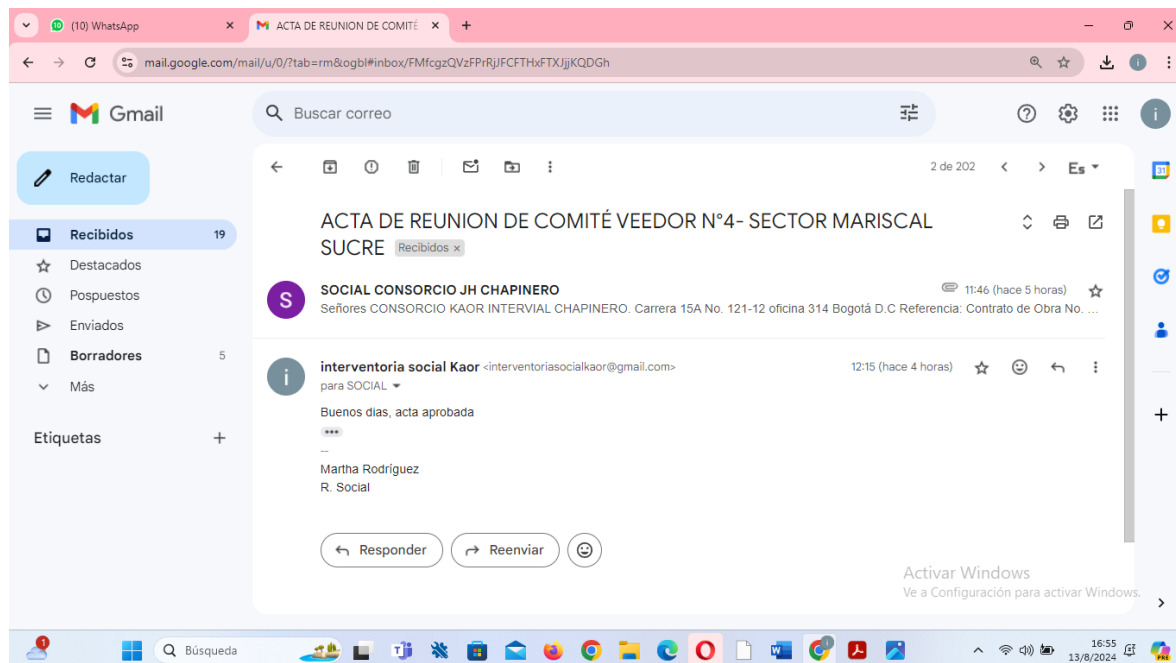 (10) WhatsApp
ACTA DE REUNION DE COMITÉ
mail.google.com/mail/u/0/?tab=rm&ogbl#inbox/FMfcgzQVzFPrRjJFCFTHxFTXJjjKQDGh
Gmail
Buscar correo
Redactar
2 de 202
Es
Recibidos 19
Destacados
Pospuestos
Enviados
Borradores 5
Más
Etiquetas
ACTA DE REUNION DE COMITÉ VEEDOR N°4- SECTOR MARISCAL
SUCRE Recibidos x
SOCIAL CONSORCIO JH CHAPINERO 11:46 (hace 5 horas)
Señores CONSORCIO KAOR INTERVIAL CHAPINERO. Carrera 15A No. 121-12 oficina 314 Bogotá D.C Referencia: Contrato de Obra No. ...
interventoria social Kaor <interventoriasocialkaor@gmail.com> 12:15 (hace 4 horas)
para SOCIAL
Buenos dias, acta aprobada
--
Martha Rodríguez
R. Social
Responder
Reenviar
Activar Windows
Ve a Configuración para activar Windows.
Búsqueda
16:55
13/8/2024